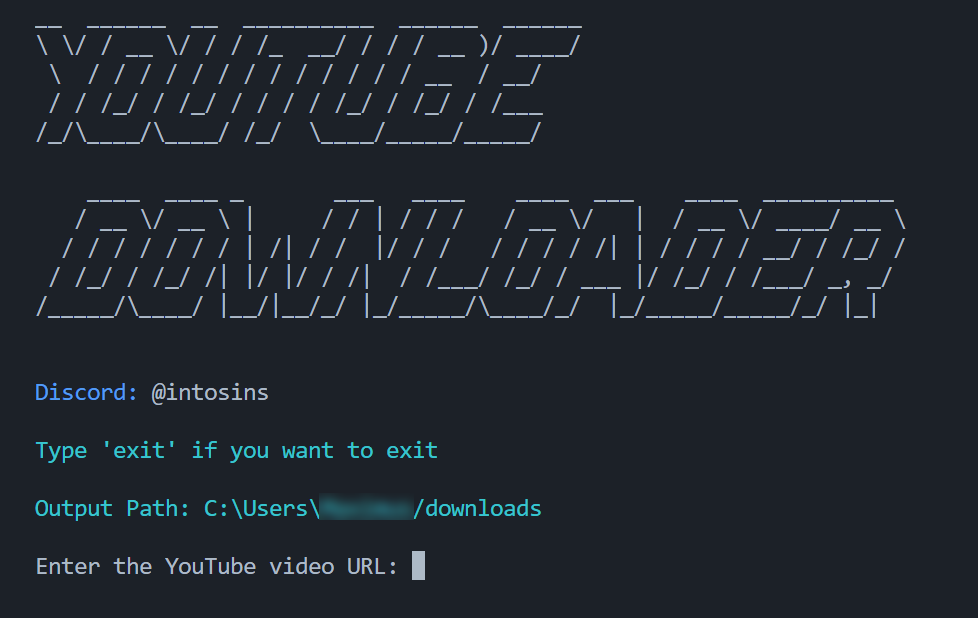 YOUTUBE
DOWNLOADER
Discord: @intosins
Type 'exit' if you want to exit
Output Path: C:\Users\/downloads
Enter the YouTube video URL: